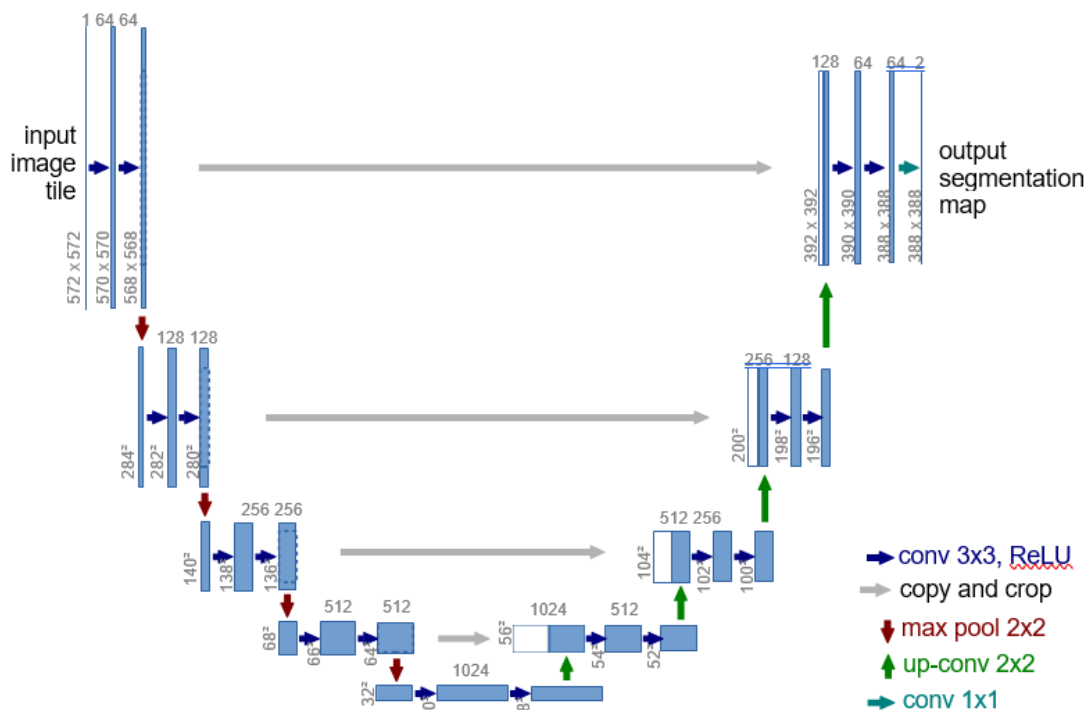 1 64 64
128 64 64 2
input
image
tile
output
segmentation
map
572 x 572
570 x 570
568 x 568
392 x 392
390 x 390
388 x 388
388 x 388
128 128
256 128
284²
282²
280²
200²
198²
196²
256 256
512 256
140²
138²
136²
104²
102²
100²
512 512
1024 512
68²
66²
64²
56²
54²
52²
1024
32²
conv 3x3, ReLU
copy and crop
max pool 2x2
up-conv 2x2
conv 1x1